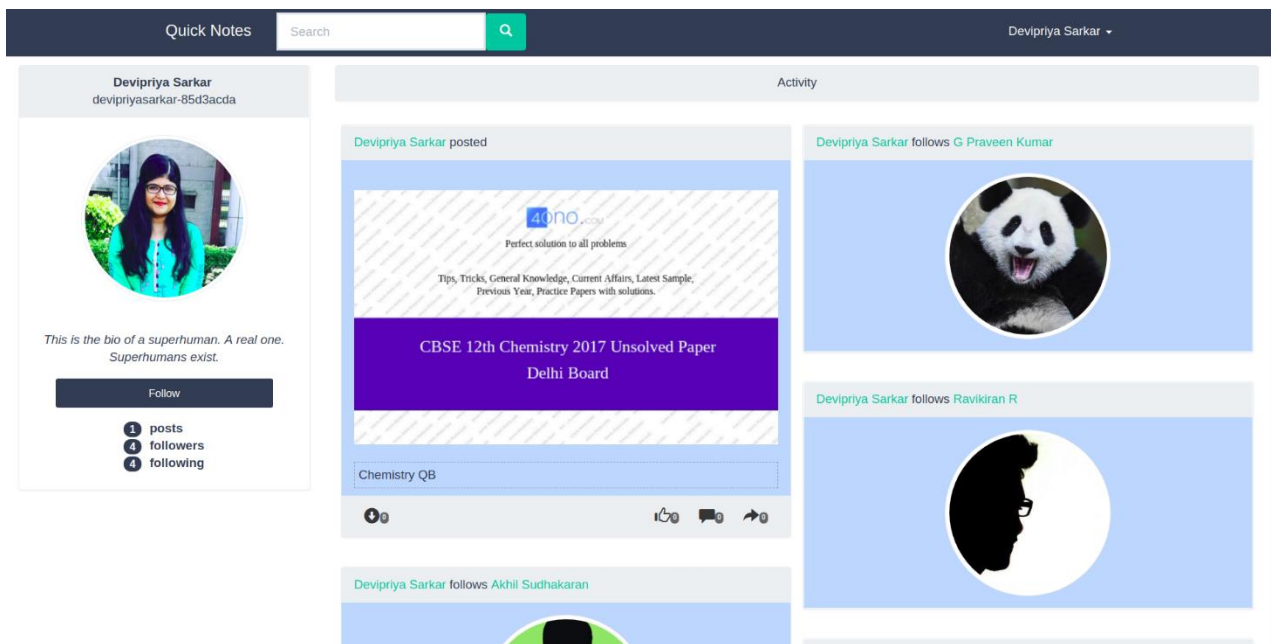 Quick Notes
Search
Devipriya Sarkar
Devipriya Sarkar
devipriyasarkar-85d3acda
This is the bio of a superhuman. A real one.
Superhumans exist.
Follow
1 posts
4 followers
4 following
Activity
Devipriya Sarkar posted
4ono.com
Perfect solution to all problems
Tips, Tricks, General Knowledge, Current Affairs, Latest Sample,
Previous Year, Practice Papers with solutions.
CBSE 12th Chemistry 2017 Unsolved Paper
Delhi Board
Chemistry QB
0
0
0
0
Devipriya Sarkar follows Akhil Sudhakaran
Devipriya Sarkar follows G Praveen Kumar
Devipriya Sarkar follows Ravikiran R